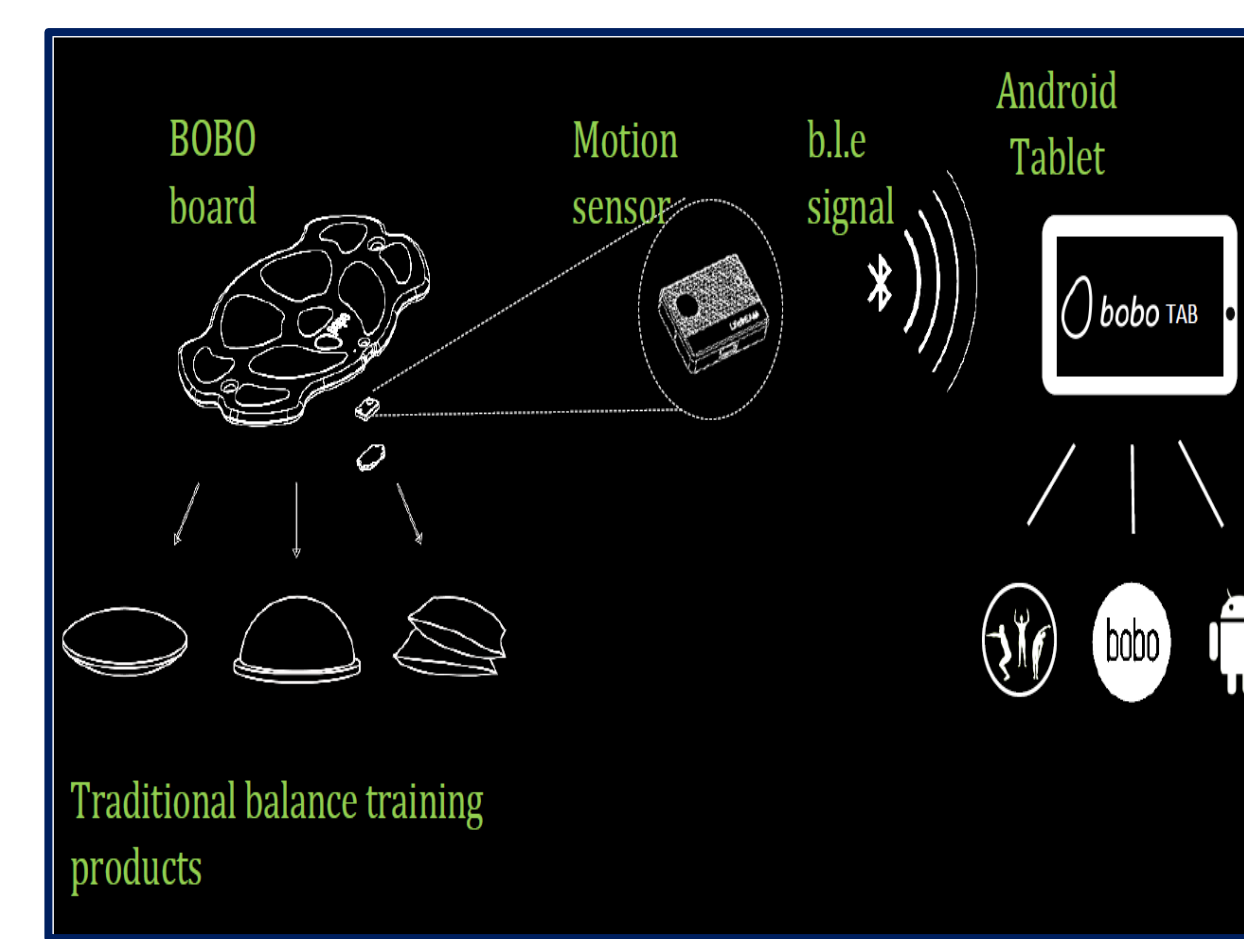 BOBO
board
Motion
sensor
b.l.e
signal
Android
Tablet
bobo TAB
bobo
Traditional balance training
products